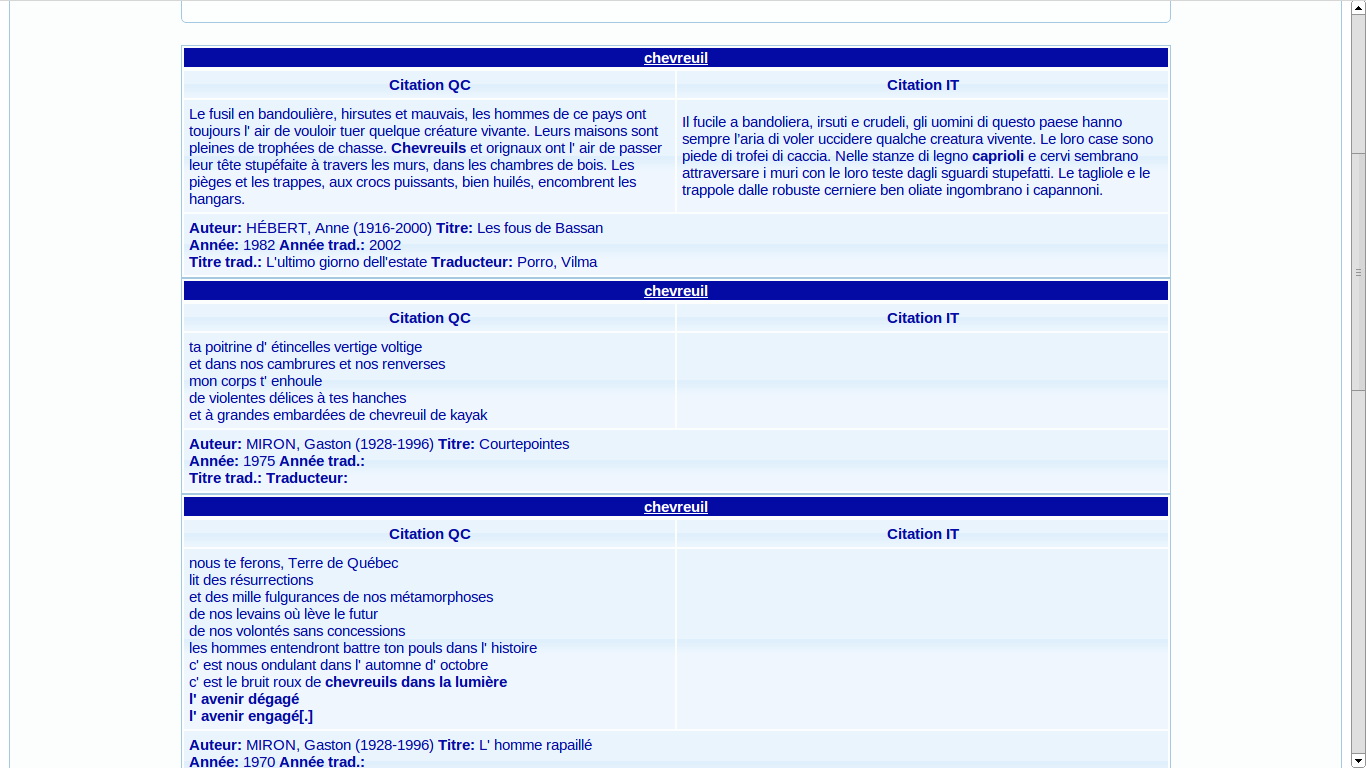 chevreuil
Citation QC
Citation IT
Le fusil en bandoulière, hirsutes et mauvais, les hommes de ce pays ont
toujours l' air de vouloir tuer quelque créature vivante. Leurs maisons sont
pleines de trophées de chasse. Chevreuils et orignaux ont l' air de passer
leur tête stupéfaite à travers les murs, dans les chambres de bois. Les
pièges et les trappes, aux crocs puissants, bien huilés, encombrent les
hangars.
Il fucile a bandoliera, irsuti e crudeli, gli uomini di questo paese hanno
sempre l'aria di voler uccidere qualche creatura vivente. Le loro case sono
piede di trofei di caccia. Nelle stanze di legno caprioli e cervi sembrano
attraversare i muri con le loro teste dagli sguardi stupefatti. Le tagliole e le
trappole dalle robuste cerniere ben oliate ingombrano i capannoni.
Auteur: HÉBERT, Anne (1916-2000) Titre: Les fous de Bassan
Année: 1982 Année trad.: 2002
Titre trad.: L'ultimo giorno dell'estate Traducteur: Porro, Vilma
chevreuil
Citation QC
Citation IT
ta poitrine d' étincelles vertige voltige
et dans nos cambrures et nos renverses
mon corps t' enhoule
de violentes délices à tes hanches
et à grandes embardées de chevreuil de kayak
Auteur: MIRON, Gaston (1928-1996) Titre: Courtepointes
Année: 1975 Année trad.:
Titre trad.: Traducteur:
chevreuil
Citation QC
Citation IT
nous te ferons, Terre de Québec
lit des résurrections
et des mille fulgurances de nos métamorphoses
de nos levains où lève le futur
de nos volontés sans concessions
les hommes entendront battre ton pouls dans l' histoire
c' est nous ondulant dans l' automne d' octobre
c' est le bruit roux de chevreuils dans la lumière
l' avenir dégagé
l' avenir engagé[.]
Auteur: MIRON, Gaston (1928-1996) Titre: L' homme rapaillé
Année: 1970 Année trad.: